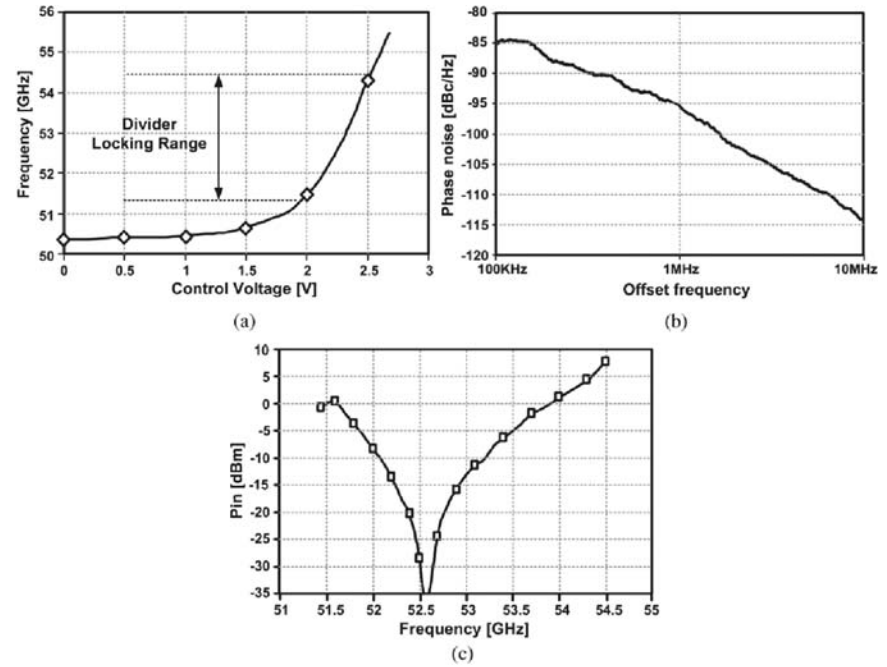 56
55
54
53
52
51
50
Frequency [GHz]
Divider
Locking Range
0 0.5 1 1.5 2 2.5 3
Control Voltage [V]
(a)
-85
-90
-95
-100
-105
-110
-115
-120
Phase noise [dBc/Hz]
100KHz 1MHz 10MHz
Offset frequency
(b)
10
5
0
-5
-10
-15
-20
-25
-30
-35
Pin [dBm]
51 51.5 52 52.5 53 53.5 54 54.5 55
Frequency [GHz]
(c)